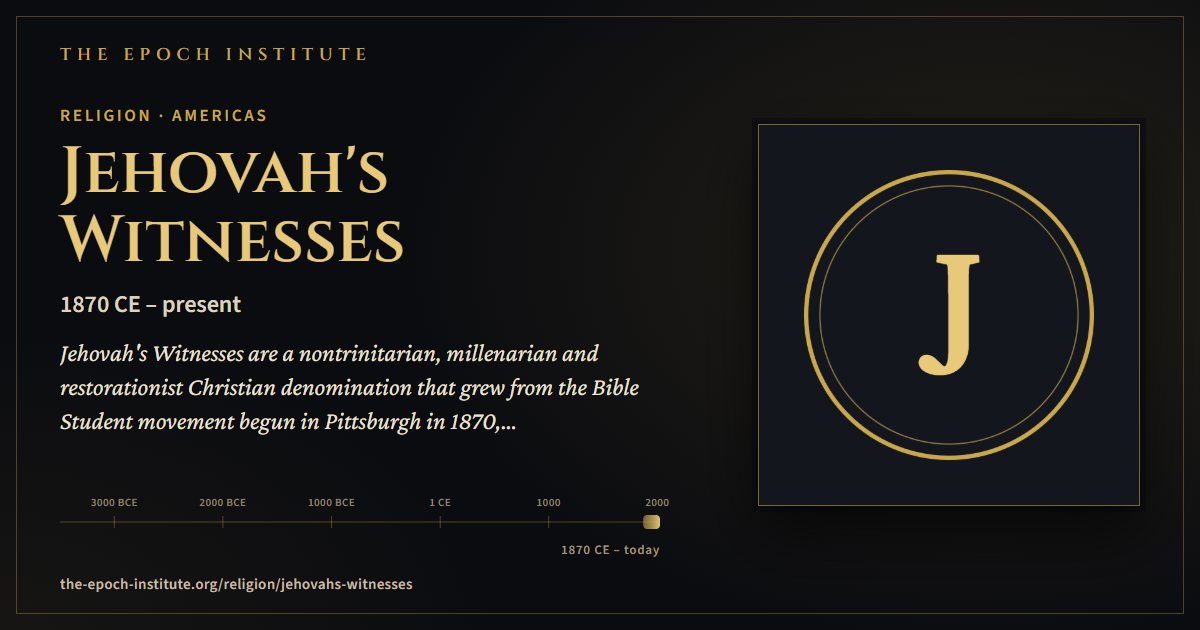 THE EPOCH INSTITUTE
RELIGION · AMERICAS
JEHOVAH'S
WITNESSES
1870 CE – present
Jehovah's Witnesses are a nontrinitarian, millenarian and
restorationist Christian denomination that grew from the Bible
Student movement begun in Pittsburgh in 1870,...
J
3000 BCE 2000 BCE 1000 BCE 1 CE 1000 2000
1870 CE – today
the-epoch-institute.org/religion/jehovahs-witnesses